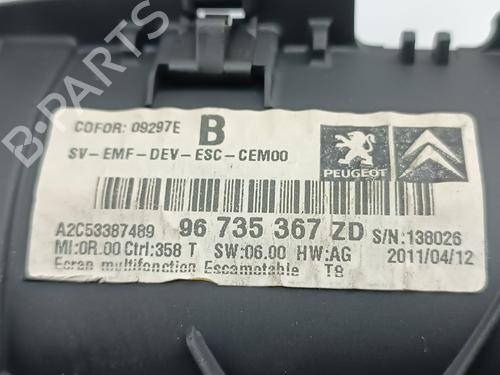 COFOR: 09297E B
SV-EMF-DEV-ESC-CEM00
PEUGEOT
A2C53387489 96 735 367 ZD S/N:138026
MI:0R.00 Ctrl:358 T SW:06.00 HW:AG 2011/04/12
Ecran multifonction Escamotable T8
B-PARTS